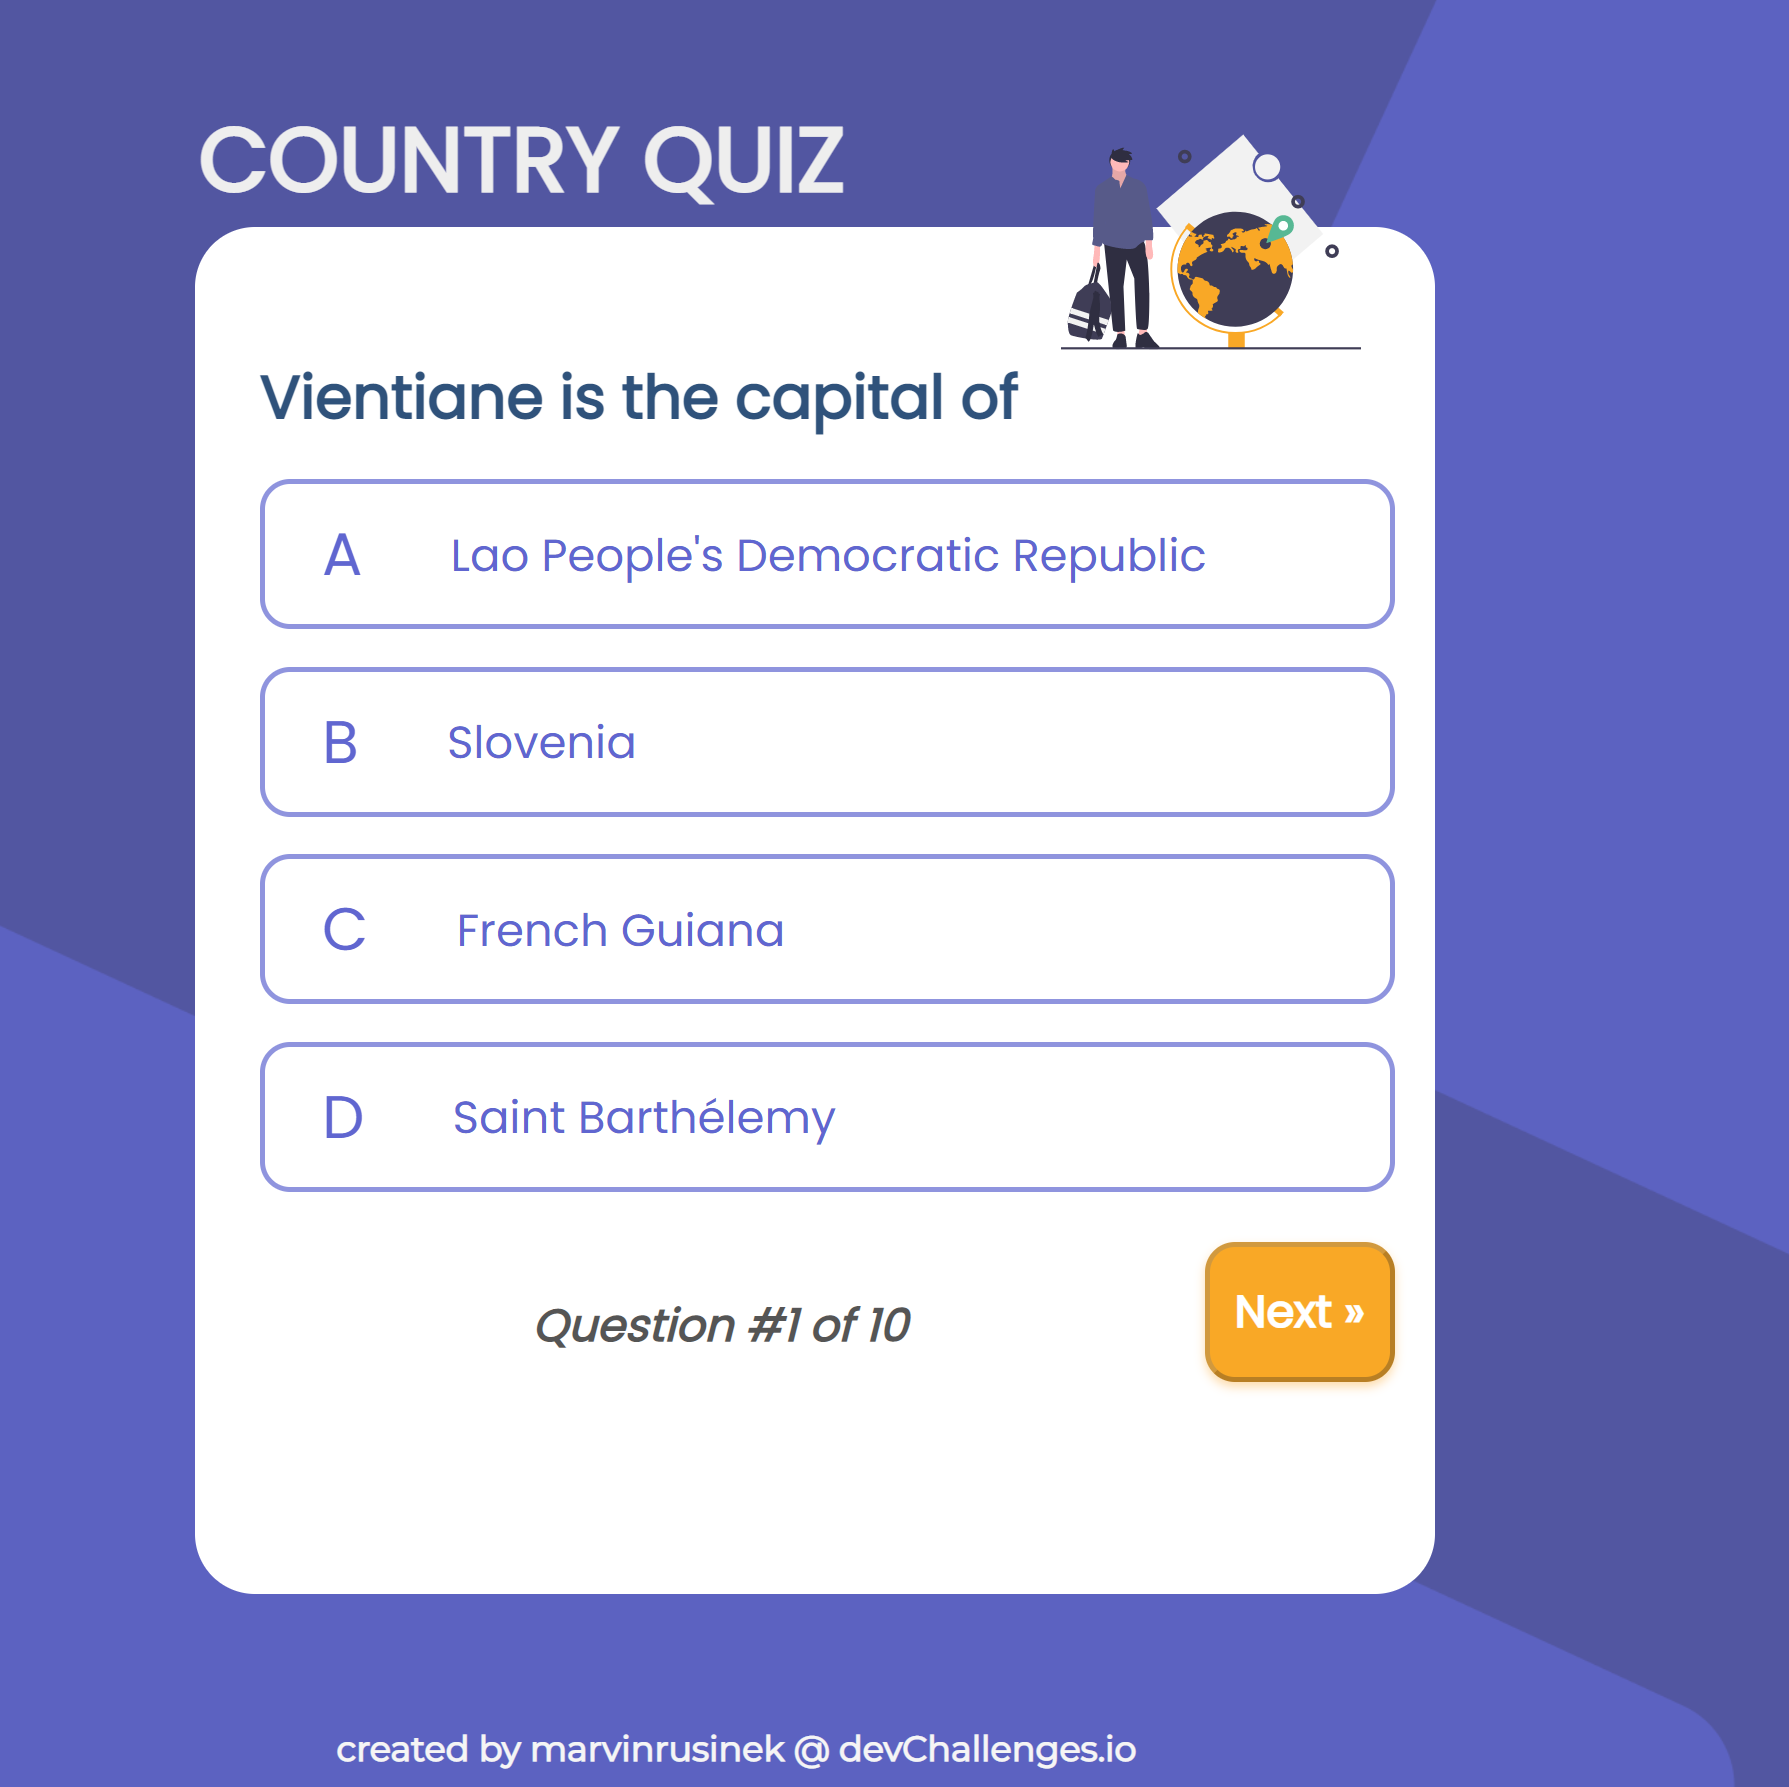 COUNTRY QUIZ
Vientiane is the capital of
A Lao People's Democratic Republic
B Slovenia
C French Guiana
D Saint Barthélemy
Question #1 of 10
Next »
created by marvinrusinek @ devChallenges.io